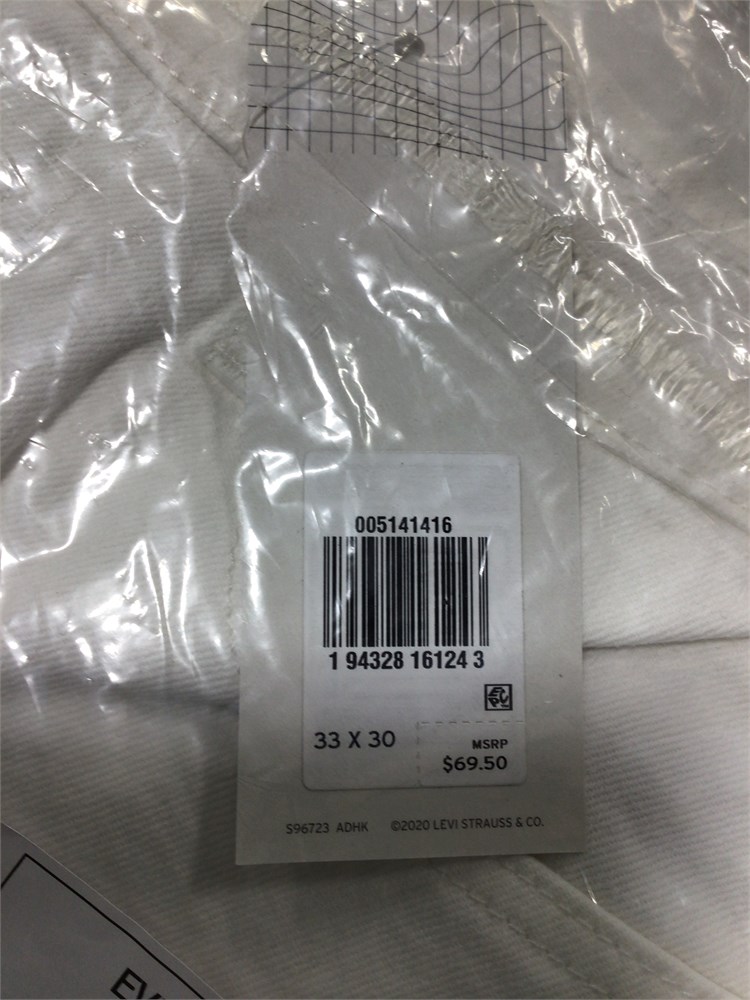 005141416
1 94328 16124 3
33 X 30
MSRP
$69.50
S96723 ADHK ©2020 LEVI STRAUSS & CO.